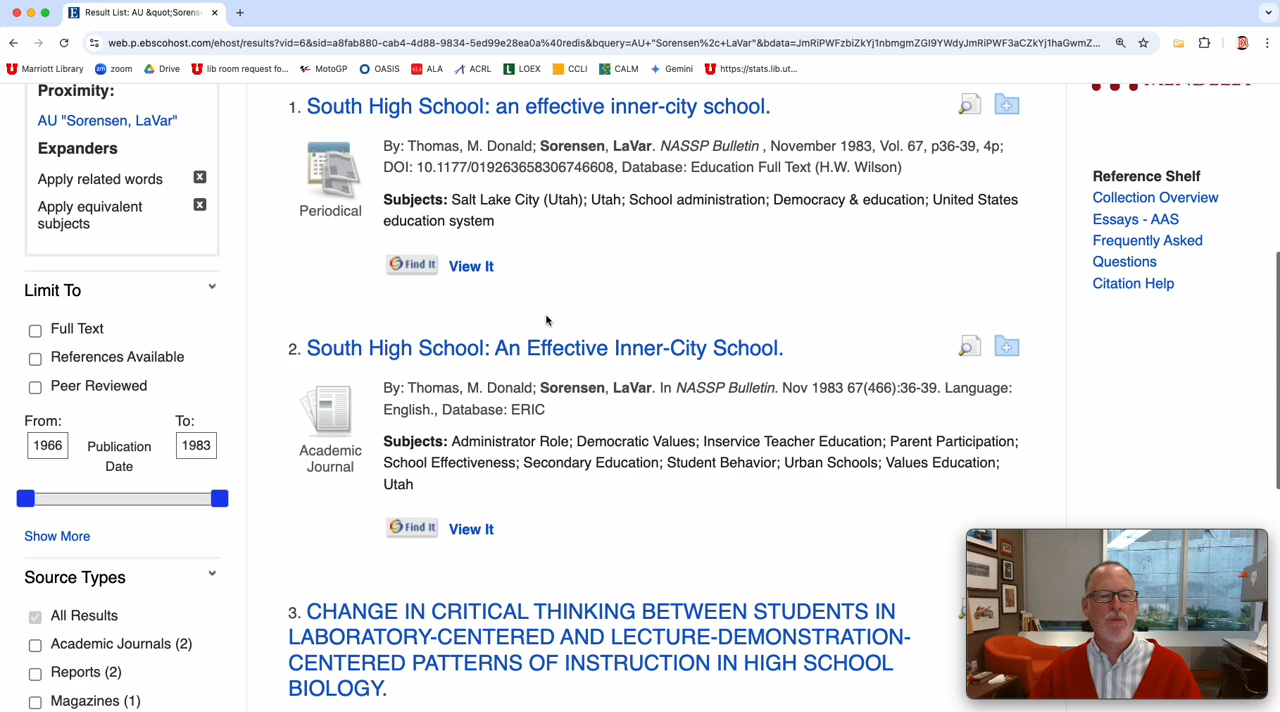 Result List: AU &quot;Sorens
web.p.ebscohost.com/ehost/results?vid=6&sid=a8fab880-cab4-4d88-9834-5ed99e28ea0a%40redis&bquery=AU+"Sorensen%2c+LaVar"&bdata=JmRiPWFzbiZkYj1nbmgmZGI9YWdyJmRiPWF3aCZkYj1haGwmZ...
Marriott Library
zoom
Drive
lib room request fo...
MotoGP
OASIS
ALA
ACRL
LOEX
CCLI
CALM
Gemini
https://stats.lib.ut...
Proximity:
AU "Sorensen, LaVar"
Expanders
Apply related words
Apply equivalent
subjects
Limit To
Full Text
References Available
Peer Reviewed
From:
To:
1966
Publication
Date
1983
Show More
Source Types
All Results
Academic Journals (2)
Reports (2)
Magazines (1)
1. South High School: an effective inner-city school.
Periodical
By: Thomas, M. Donald; Sorensen, LaVar. NASSP Bulletin , November 1983, Vol. 67, p36-39, 4p;
DOI: 10.1177/019263658306746608, Database: Education Full Text (H.W. Wilson)
Subjects: Salt Lake City (Utah); Utah; School administration; Democracy & education; United States
education system
Find It
View It
2. South High School: An Effective Inner-City School.
Academic
Journal
By: Thomas, M. Donald; Sorensen, LaVar. In NASSP Bulletin. Nov 1983 67(466):36-39. Language:
English., Database: ERIC
Subjects: Administrator Role; Democratic Values; Inservice Teacher Education; Parent Participation;
School Effectiveness; Secondary Education; Student Behavior; Urban Schools; Values Education;
Utah
Find It
View It
3. CHANGE IN CRITICAL THINKING BETWEEN STUDENTS IN
LABORATORY-CENTERED AND LECTURE-DEMONSTRATION-
CENTERED PATTERNS OF INSTRUCTION IN HIGH SCHOOL
BIOLOGY.
Reference Shelf
Collection Overview
Essays - AAS
Frequently Asked
Questions
Citation Help